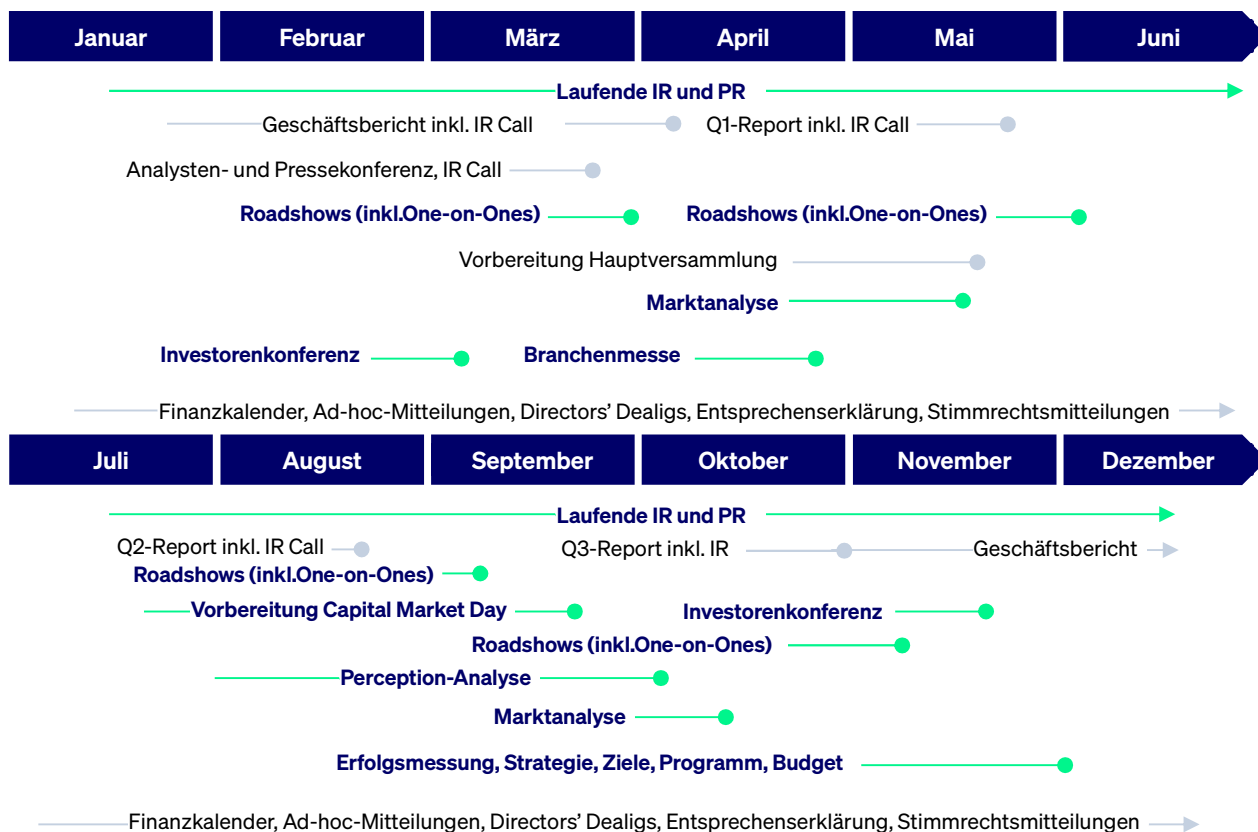 Januar Februar März April Mai Juni
Laufende IR und PR
Geschäftsbericht inkl. IR Call Q1-Report inkl. IR Call
Analysten- und Pressekonferenz, IR Call
Roadshows (inkl.One-on-Ones) Roadshows (inkl.One-on-Ones)
Vorbereitung Hauptversammlung
Marktanalyse
Investorenkonferenz Branchenmesse
Finanzkalender, Ad-hoc-Mitteilungen, Directors’ Dealigs, Entsprechenserklärung, Stimmrechtsmitteilungen
Juli August September Oktober November Dezember
Laufende IR und PR
Q2-Report inkl. IR Call Q3-Report inkl. IR Geschäftsbericht
Roadshows (inkl.One-on-Ones)
Vorbereitung Capital Market Day Investorenkonferenz
Roadshows (inkl.One-on-Ones)
Perception-Analyse
Marktanalyse
Erfolgsmessung, Strategie, Ziele, Programm, Budget
Finanzkalender, Ad-hoc-Mitteilungen, Directors’ Dealigs, Entsprechenserklärung, Stimmrechtsmitteilungen